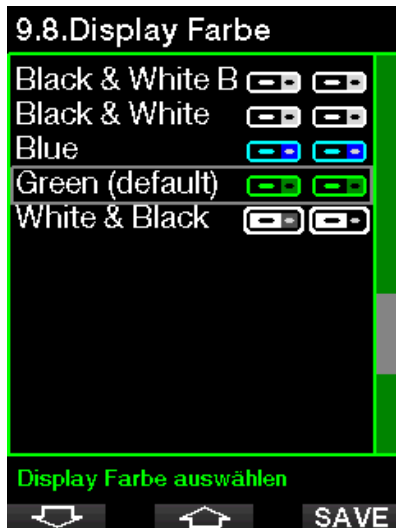 9.8.Display Farbe
Black & White B
Black & White
Blue
Green (default)
White & Black
Display Farbe auswählen
SAVE